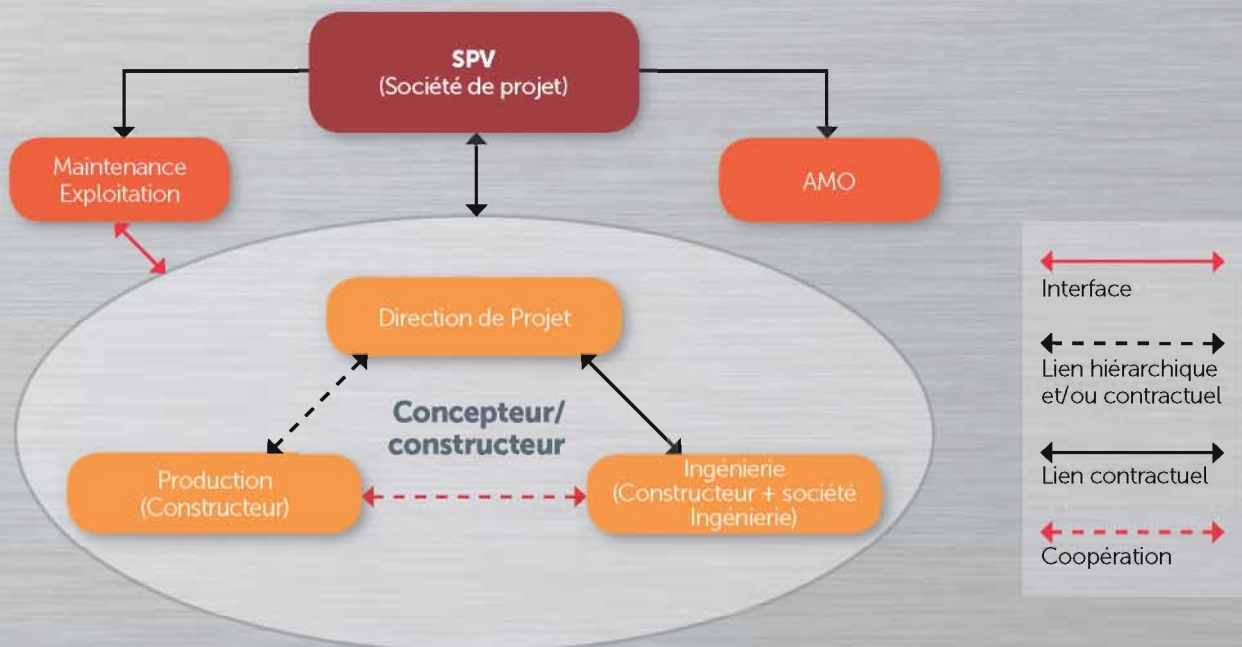 SPV
(Société de projet)
Maintenance
Exploitation
AMO
Direction de Projet
Concepteur/
constructeur
Production
(Constructeur)
Ingénierie
(Constructeur + société
Ingénierie)
Interface
Lien hiérarchique
et/ou contractuel
Lien contractuel
Coopération